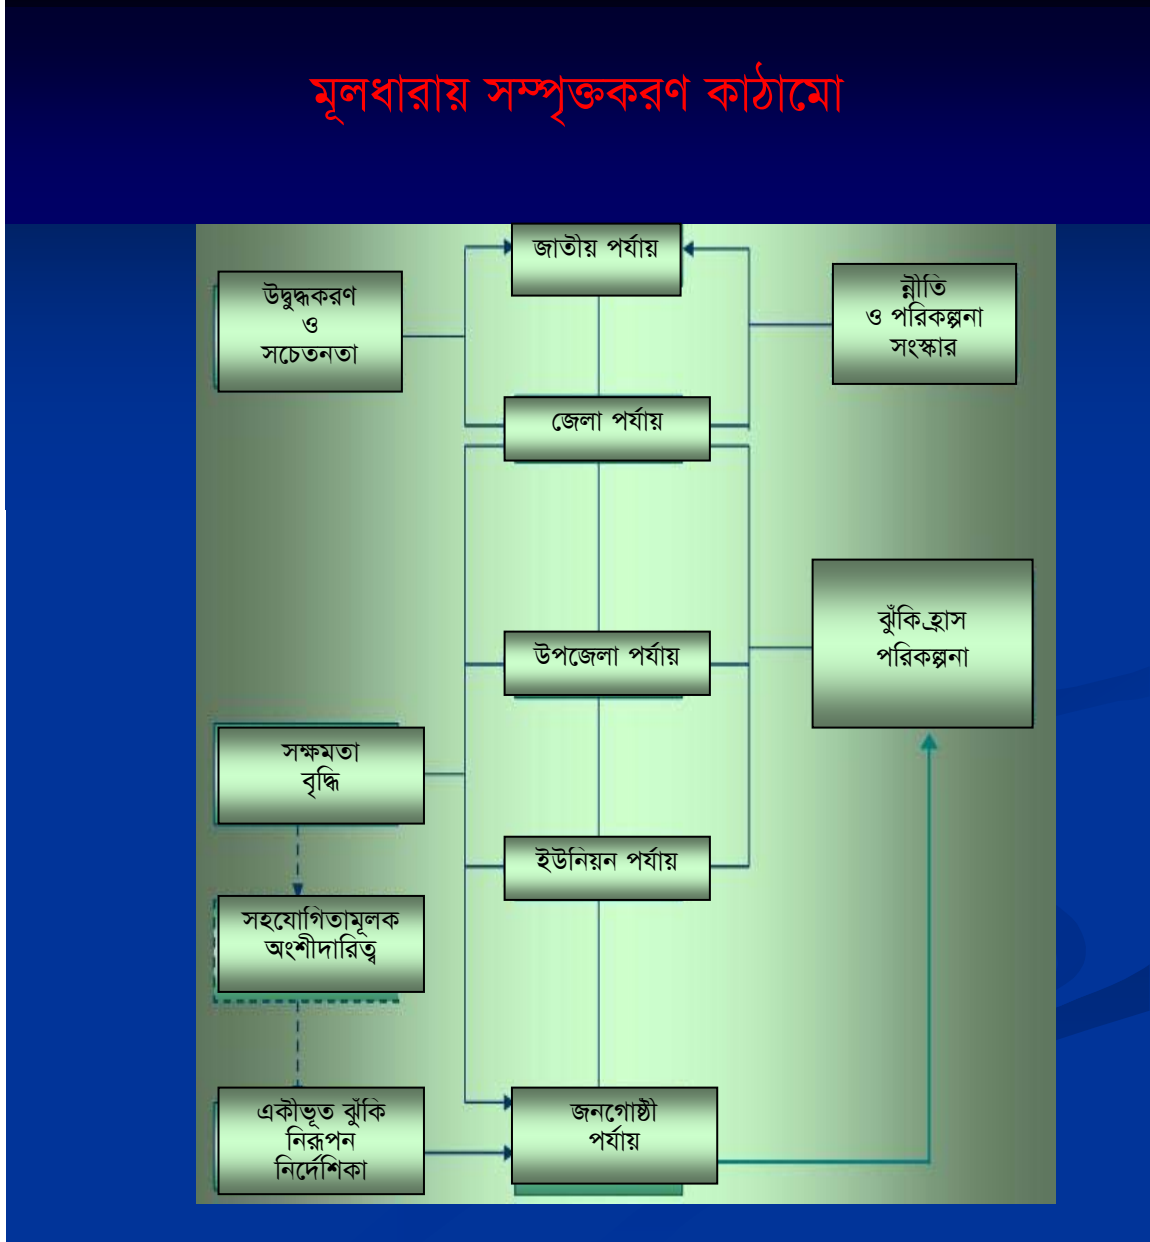 মূলধারায় সম্পৃক্তকরণ কাঠামো
জাতীয় পর্যায়
উদ্বুদ্ধকরণ
ও
সচেতনতা
ন্নীতি
ও পরিকল্পনা
সংস্কার
জেলা পর্যায়
ঝুঁকি হ্রাস
পরিকল্পনা
উপজেলা পর্যায়
সক্ষমতা
বৃদ্ধি
ইউনিয়ন পর্যায়
সহযোগিতামূলক
অংশীদারিত্ব
একীভূত ঝুঁকি
নিরূপন
নির্দেশিকা
জনগোষ্ঠী
পর্যায়